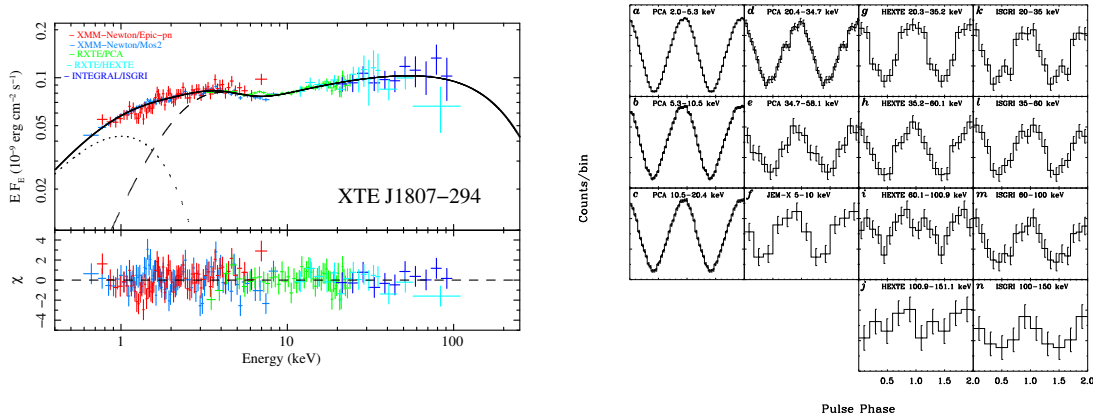 XMM−Newton/Epic−pn
XMM−Newton/Mos2
RXTE/PCA
RXTE/HEXTE
INTEGRAL/ISGRI
0.2
0.1
0.05
0.02
E F_E (10⁻⁹ erg cm⁻² s⁻¹)
XTE J1807−294
4
2
0
−2
−4
χ
1
10
100
Energy (keV)
a PCA 2.0−5.3 keV
d PCA 20.4−34.7 keV
g HEXTE 20.3−35.2 keV
k ISGRI 20−35 keV
b PCA 5.3−10.5 keV
e PCA 34.7−58.1 keV
h HEXTE 35.2−60.1 keV
l ISGRI 35−60 keV
c PCA 10.5−20.4 keV
f JEM−X 5−10 keV
i HEXTE 60.1−100.9 keV
m ISGRI 60−100 keV
j HEXTE 100.9−151.1 keV
n ISGRI 100−150 keV
Counts/bin
0.5 1.0 1.5 2.0 0.5 1.0 1.5 2.0
Pulse Phase